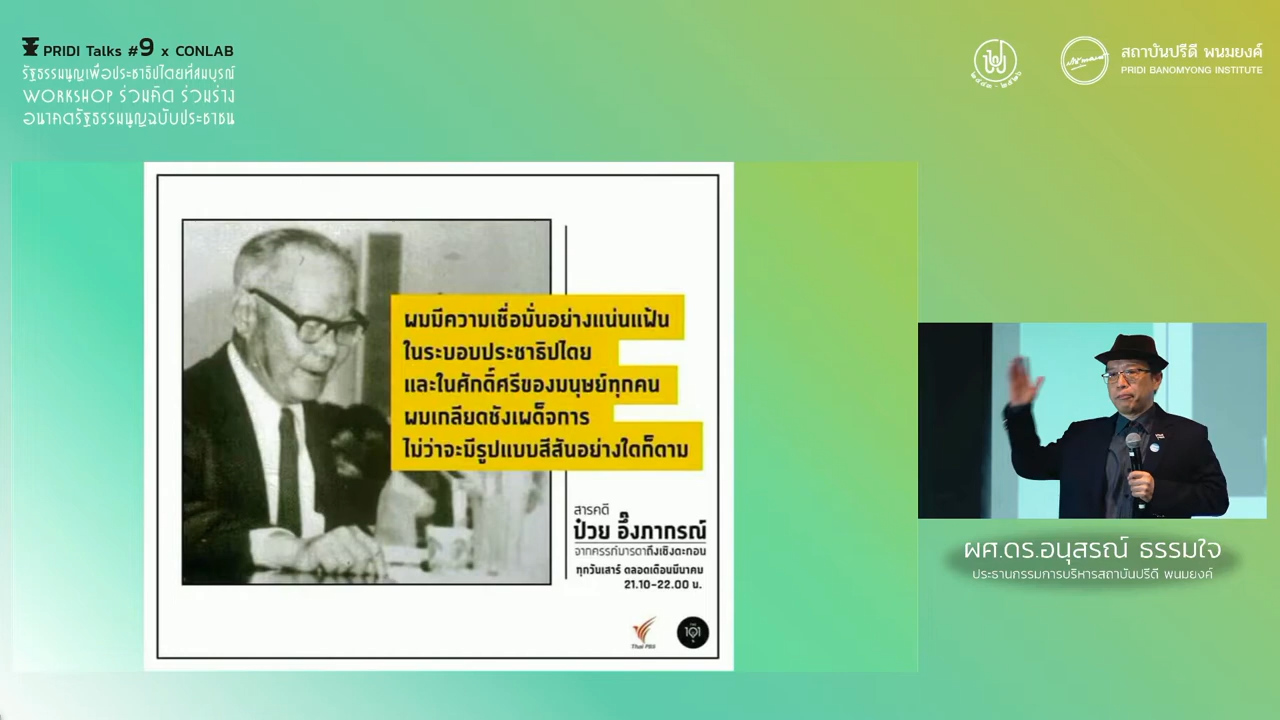 PRIDI Talks #9 x CONLAB
รัฐธรรมนูญเพื่อประชาธิปไตยที่สมบูรณ์
WORKSHOP ร่วมคิด ร่วมร่าง
อนาคตรัฐธรรมนูญฉบับประชาชน
สถาบันปรีดี พนมยงค์
PRIDI BANOMYONG INSTITUTE
ผมมีความเชื่อมั่นอย่างแน่นแฟ้น
ในระบอบประชาธิปไตย
และในศักดิ์ศรีของมนุษย์ทุกคน
ผมเกลียดชังเผด็จการ
ไม่ว่าจะมีรูปแบบสีสันอย่างใดก็ตาม
สารคดี
ป๋วย อึ๊งภากรณ์
จากครรภ์มารดาถึงเชิงตะกอน
ทุกวันเสาร์ ตลอดเดือนมีนาคม
21.10-22.00 น.
Thai PBS
101
ผศ.ดร.อนุสรณ์ ธรรมใจ
ประธานกรรมการบริหารสถาบันปรีดี พนมยงค์